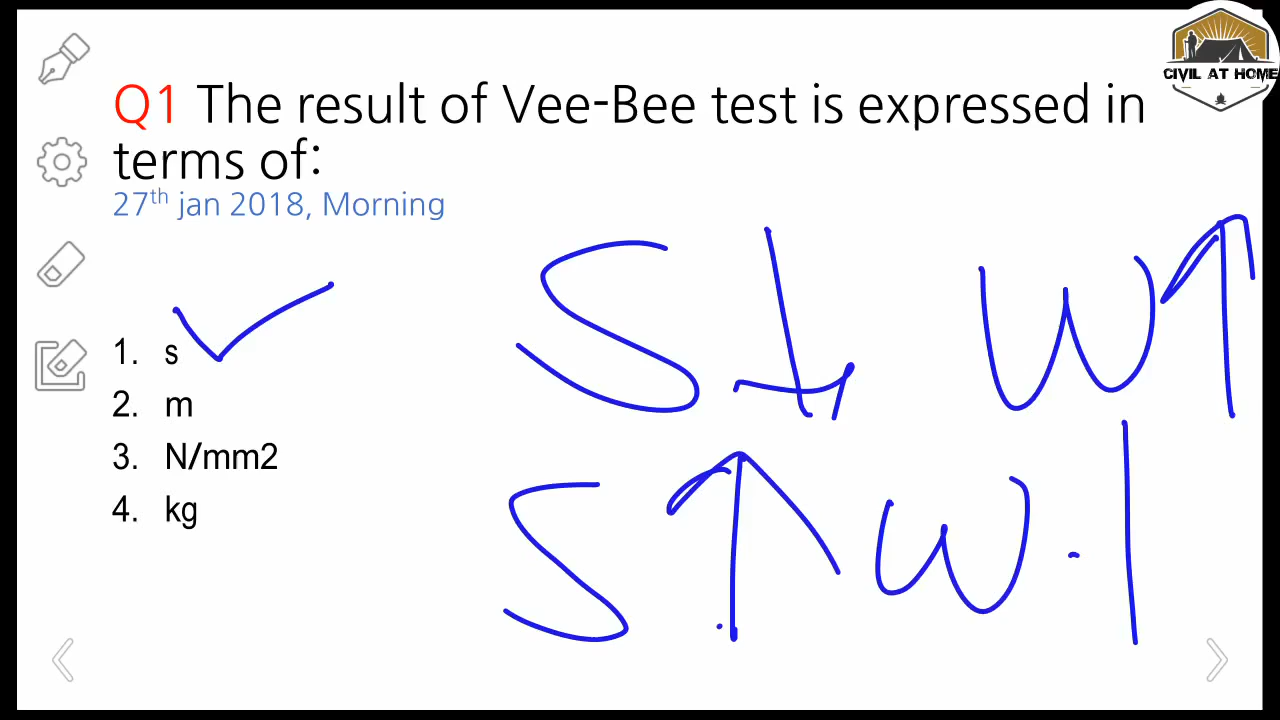 CIVIL AT HOME
Q1 The result of Vee-Bee test is expressed in
terms of:
27th jan 2018, Morning
1. s
2. m
3. N/mm2
4. kg
S↓ W↑
S↑ W